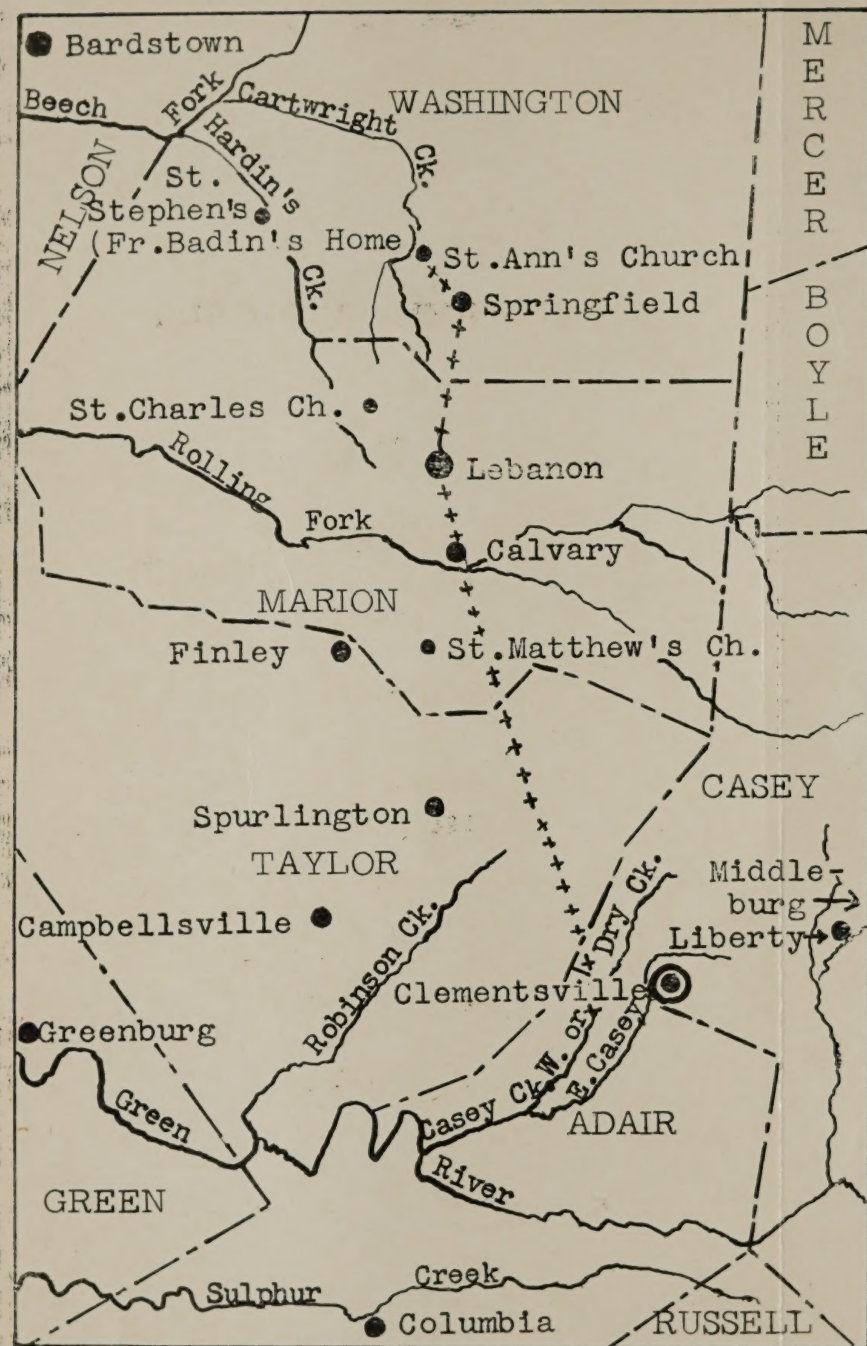 Bardstown
MERCER
BOYLE
Beech Fork
Cartwright Ck.
WASHINGTON
Hardin's Ck.
NELSON
St.
Stephen's
(Fr.Badin's Home)
St.Ann's Church
Springfield
St.Charles Ch.
Lebanon
Rolling Fork
Calvary
MARION
Finley
St.Matthew's Ch.
CASEY
Spurlington
TAYLOR
Middle-
burg
Campbellsville
Liberty
Robinson Ck.
Dry Ck.
Clementsville
Greenburg
Casey Ck.W. or
E.Casey
Green River
ADAIR
GREEN
Sulphur Creek
Columbia
RUSSELL